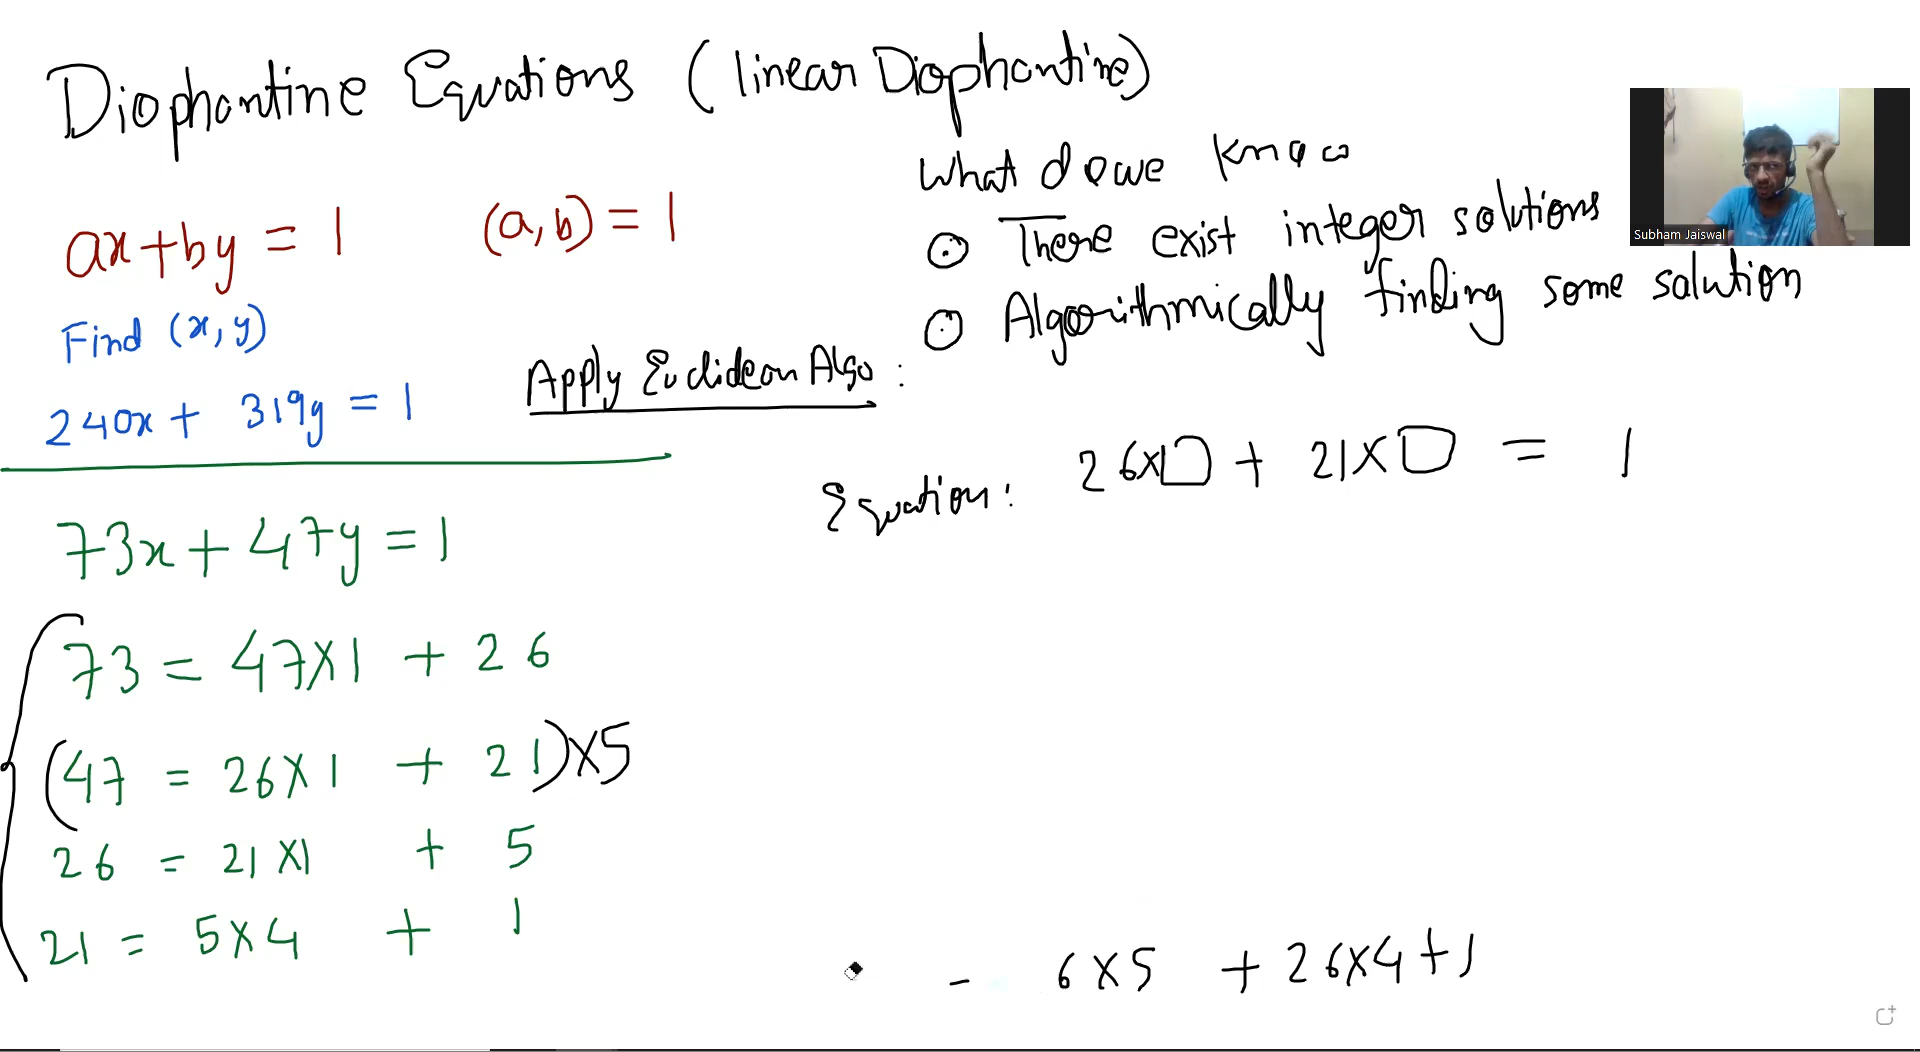 Diophantine Equations (linear Diophantine)
What do we know
ax+by = 1 (a,b) = 1
⊙ There exist integer solutions
Subham Jaiswal
⊙ Algorithmically finding some solution
Find (x,y)
Apply Euclidean Algo :
240x + 319y = 1
Equation: 26×□ + 21×□ = 1
73x + 47y = 1
73 = 47×1 + 26
(47 = 26×1 + 21)×5
26 = 21×1 + 5
21 = 5×4 + 1
- 6×5 + 26×4+1